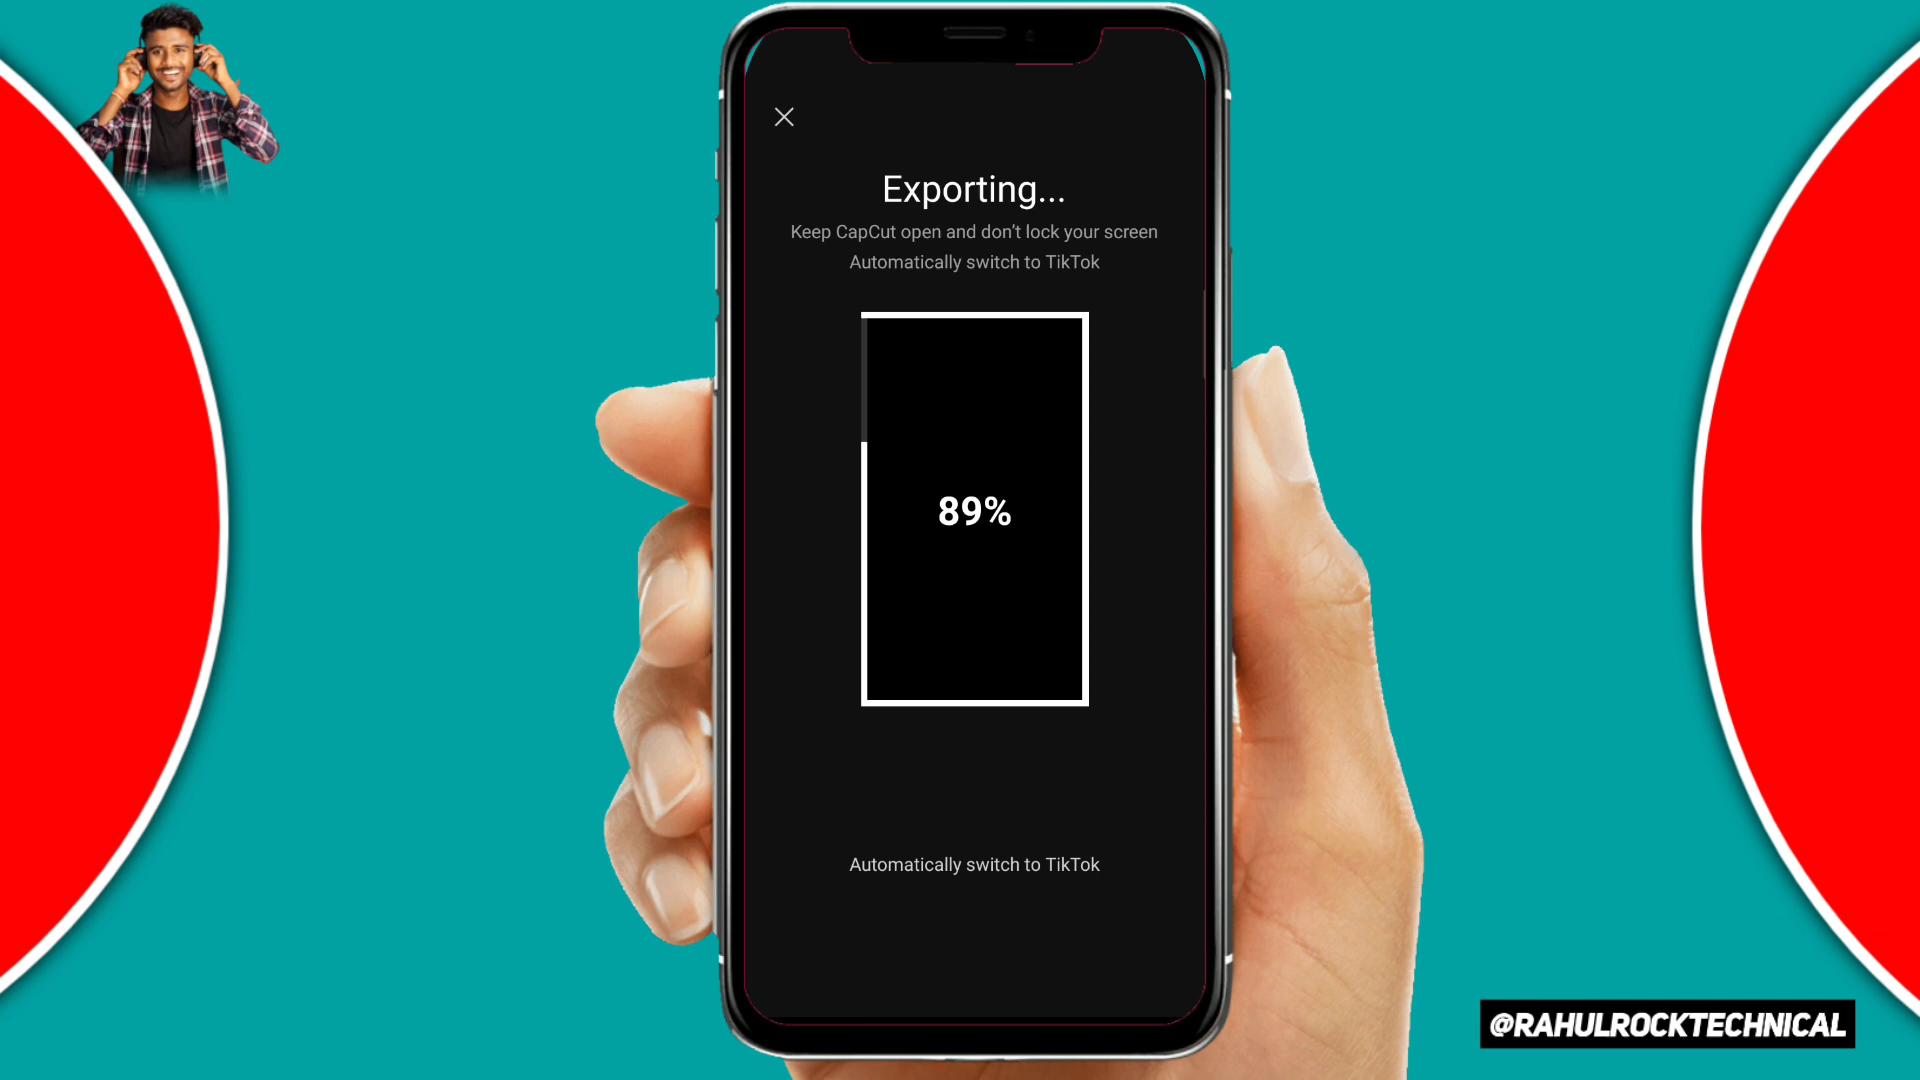 Exporting...
Keep CapCut open and don't lock your screen
Automatically switch to TikTok
89%
Automatically switch to TikTok
@RAHULROCKTECHNICAL